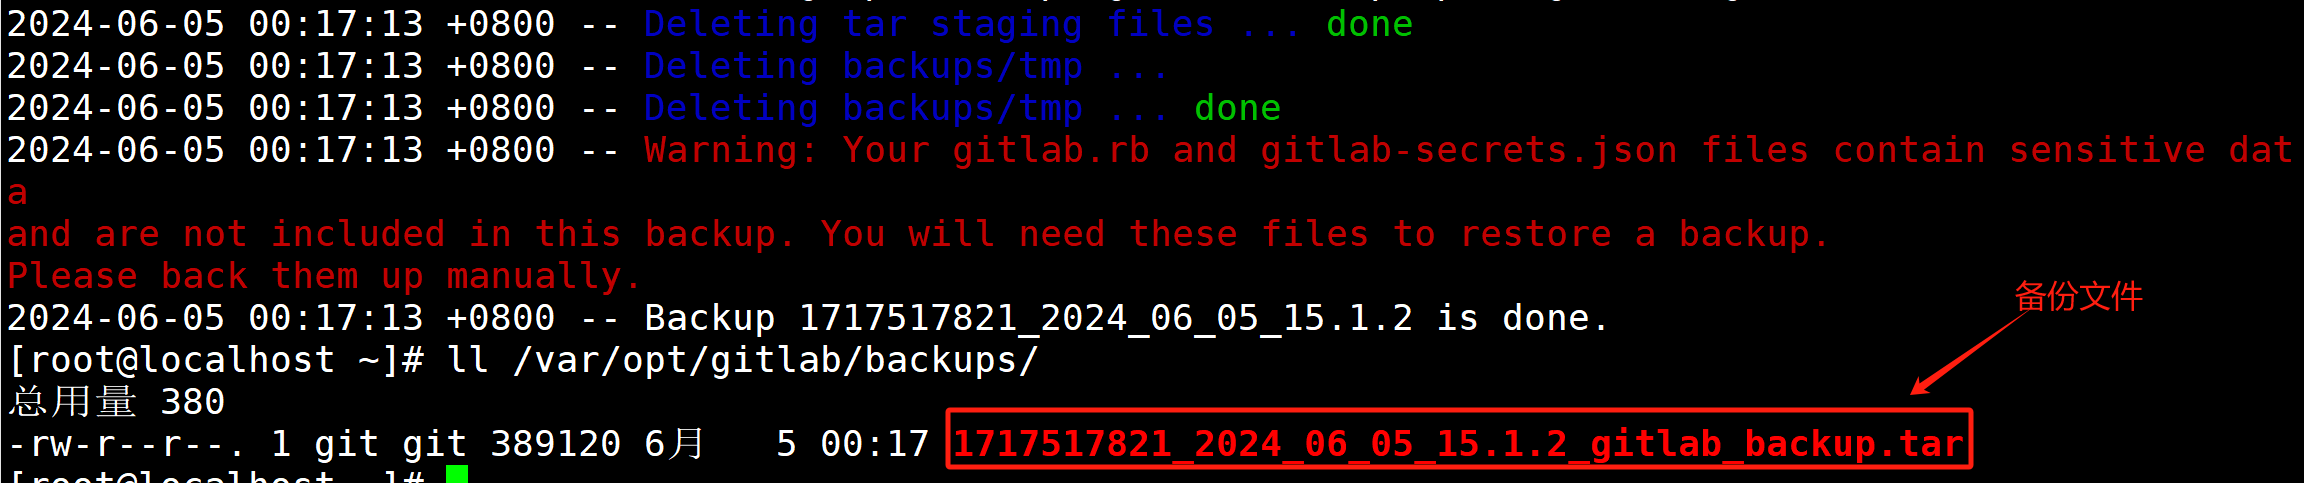 2024-06-05 00:17:13 +0800 -- Deleting tar staging files ... done
2024-06-05 00:17:13 +0800 -- Deleting backups/tmp ...
2024-06-05 00:17:13 +0800 -- Deleting backups/tmp ... done
2024-06-05 00:17:13 +0800 -- Warning: Your gitlab.rb and gitlab-secrets.json files contain sensitive dat
a
and are not included in this backup. You will need these files to restore a backup.
Please back them up manually.
备份文件
2024-06-05 00:17:13 +0800 -- Backup 1717517821_2024_06_05_15.1.2 is done.
[root@localhost ~]# ll /var/opt/gitlab/backups/
总用量 380
-rw-r--r--. 1 git git 389120 6月   5 00:17 1717517821_2024_06_05_15.1.2_gitlab_backup.tar
[root@localhost ~]#